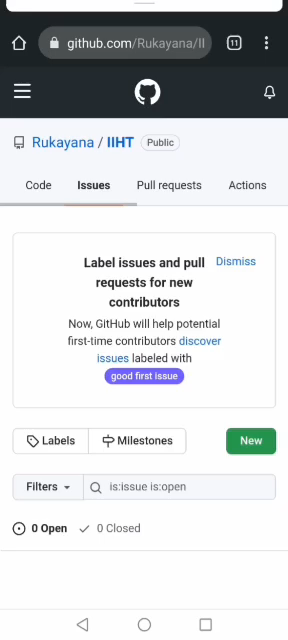 github.com/Rukayana/II
11
Rukayana / IIHT Public
Code Issues Pull requests Actions
Label issues and pull Dismiss
requests for new
contributors
Now, GitHub will help potential
first-time contributors discover
issues labeled with
good first issue
Labels Milestones New
Filters is:issue is:open
0 Open 0 Closed